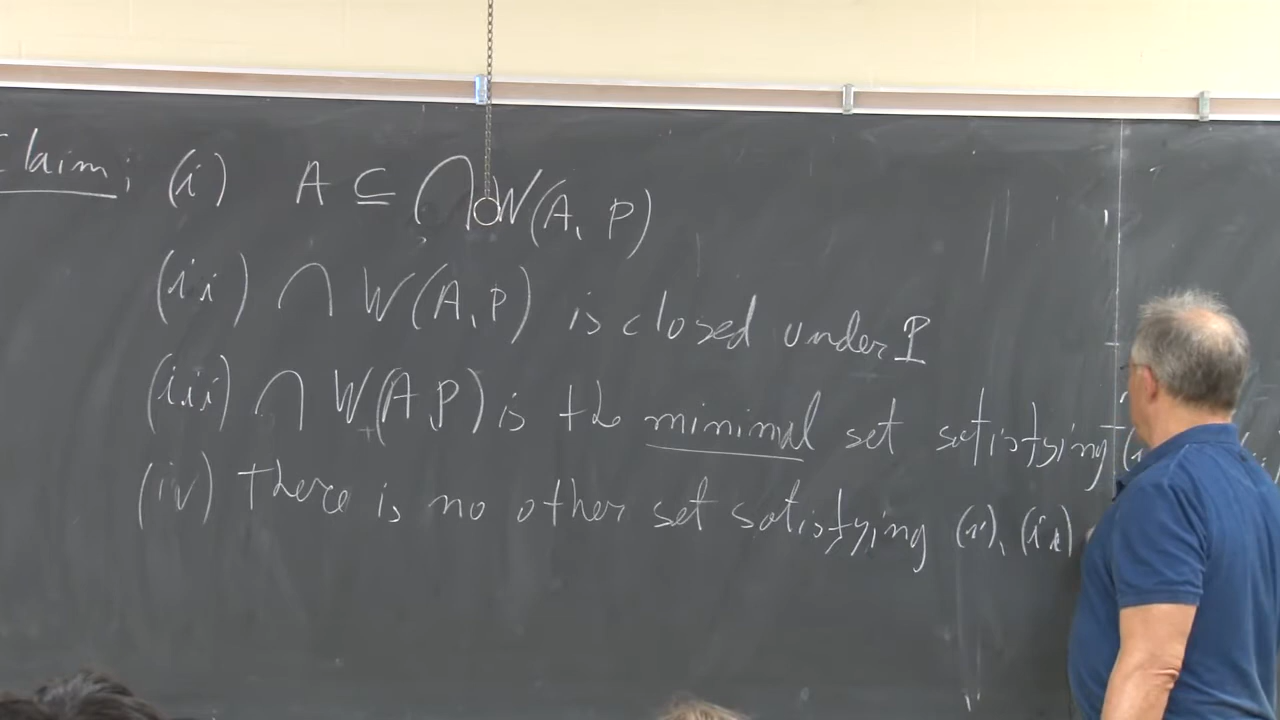 Claim; (i) A ⊆ ⋂ W(A, P)
(ii) ⋂ W(A, P) is closed under P
(iii) ⋂ W(A, P) is the minimal set satisfying
(iv) there is no other set satisfying (i), (ii)